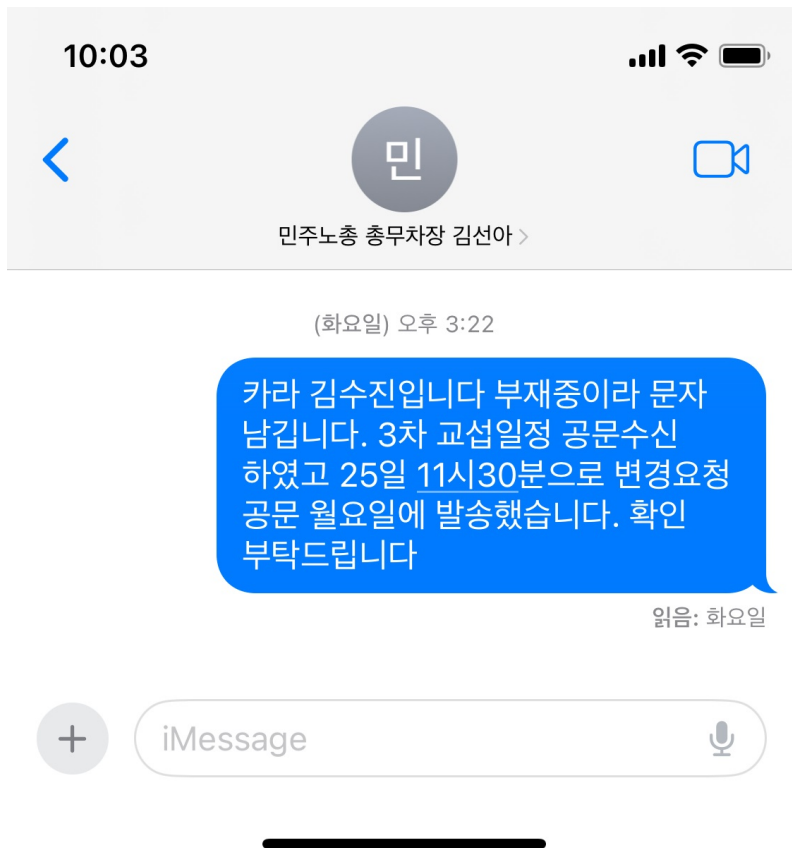 10:03
민
민주노총 총무차장 김선아
(화요일) 오후 3:22
카라 김수진입니다 부재중이라 문자
남깁니다. 3차 교섭일정 공문수신
하였고 25일 11시30분으로 변경요청
공문 월요일에 발송했습니다. 확인
부탁드립니다
읽음: 화요일
iMessage